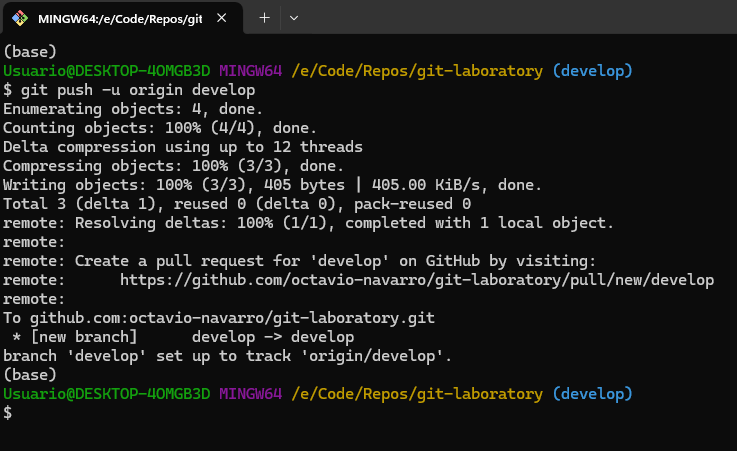 MINGW64:/e/Code/Repos/git
(base)
Usuario@DESKTOP-4OMGB3D MINGW64 /e/Code/Repos/git-laboratory (develop)
$ git push -u origin develop
Enumerating objects: 4, done.
Counting objects: 100% (4/4), done.
Delta compression using up to 12 threads
Compressing objects: 100% (3/3), done.
Writing objects: 100% (3/3), 405 bytes | 405.00 KiB/s, done.
Total 3 (delta 1), reused 0 (delta 0), pack-reused 0
remote: Resolving deltas: 100% (1/1), completed with 1 local object.
remote:
remote: Create a pull request for 'develop' on GitHub by visiting:
remote:      https://github.com/octavio-navarro/git-laboratory/pull/new/develop
remote:
To github.com:octavio-navarro/git-laboratory.git
 * [new branch]      develop -> develop
branch 'develop' set up to track 'origin/develop'.
(base)
Usuario@DESKTOP-4OMGB3D MINGW64 /e/Code/Repos/git-laboratory (develop)
$